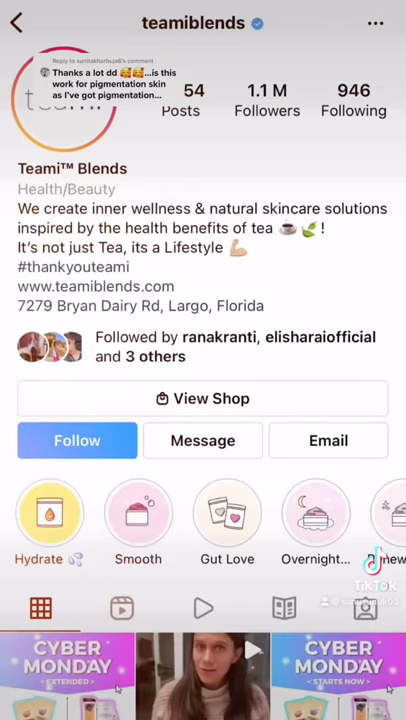 teamiblends
Reply to sunitakharbuja6's comment
Thanks a lot dd 🥰🥰...is this
work for pigmentation skin
as I've got pigmentation...
54 1.1 M 946
Posts Followers Following
Teami™ Blends
Health/Beauty
We create inner wellness & natural skincare solutions
inspired by the health benefits of tea ☕🌿!
It's not just Tea, its a Lifestyle 💪🏼
#thankyouteami
www.teamiblends.com
7279 Bryan Dairy Rd, Largo, Florida
Followed by ranakranti, elisharaiofficial
and 3 others
View Shop
Follow Message Email
Hydrate 💦 Smooth Gut Love Overnight...
TikTok
CYBER
MONDAY
EXTENDED
CYBER
MONDAY
STARTS NOW